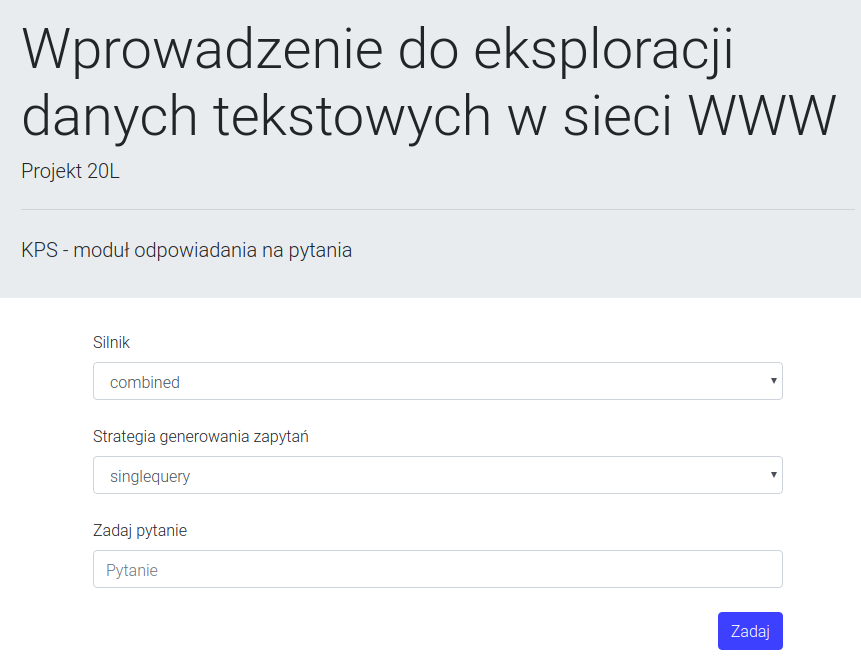 Wprowadzenie do eksploracji
danych tekstowych w sieci WWW
Projekt 20L
KPS - moduł odpowiadania na pytania
Silnik
combined
Strategia generowania zapytań
singlequery
Zadaj pytanie
Pytanie
Zadaj